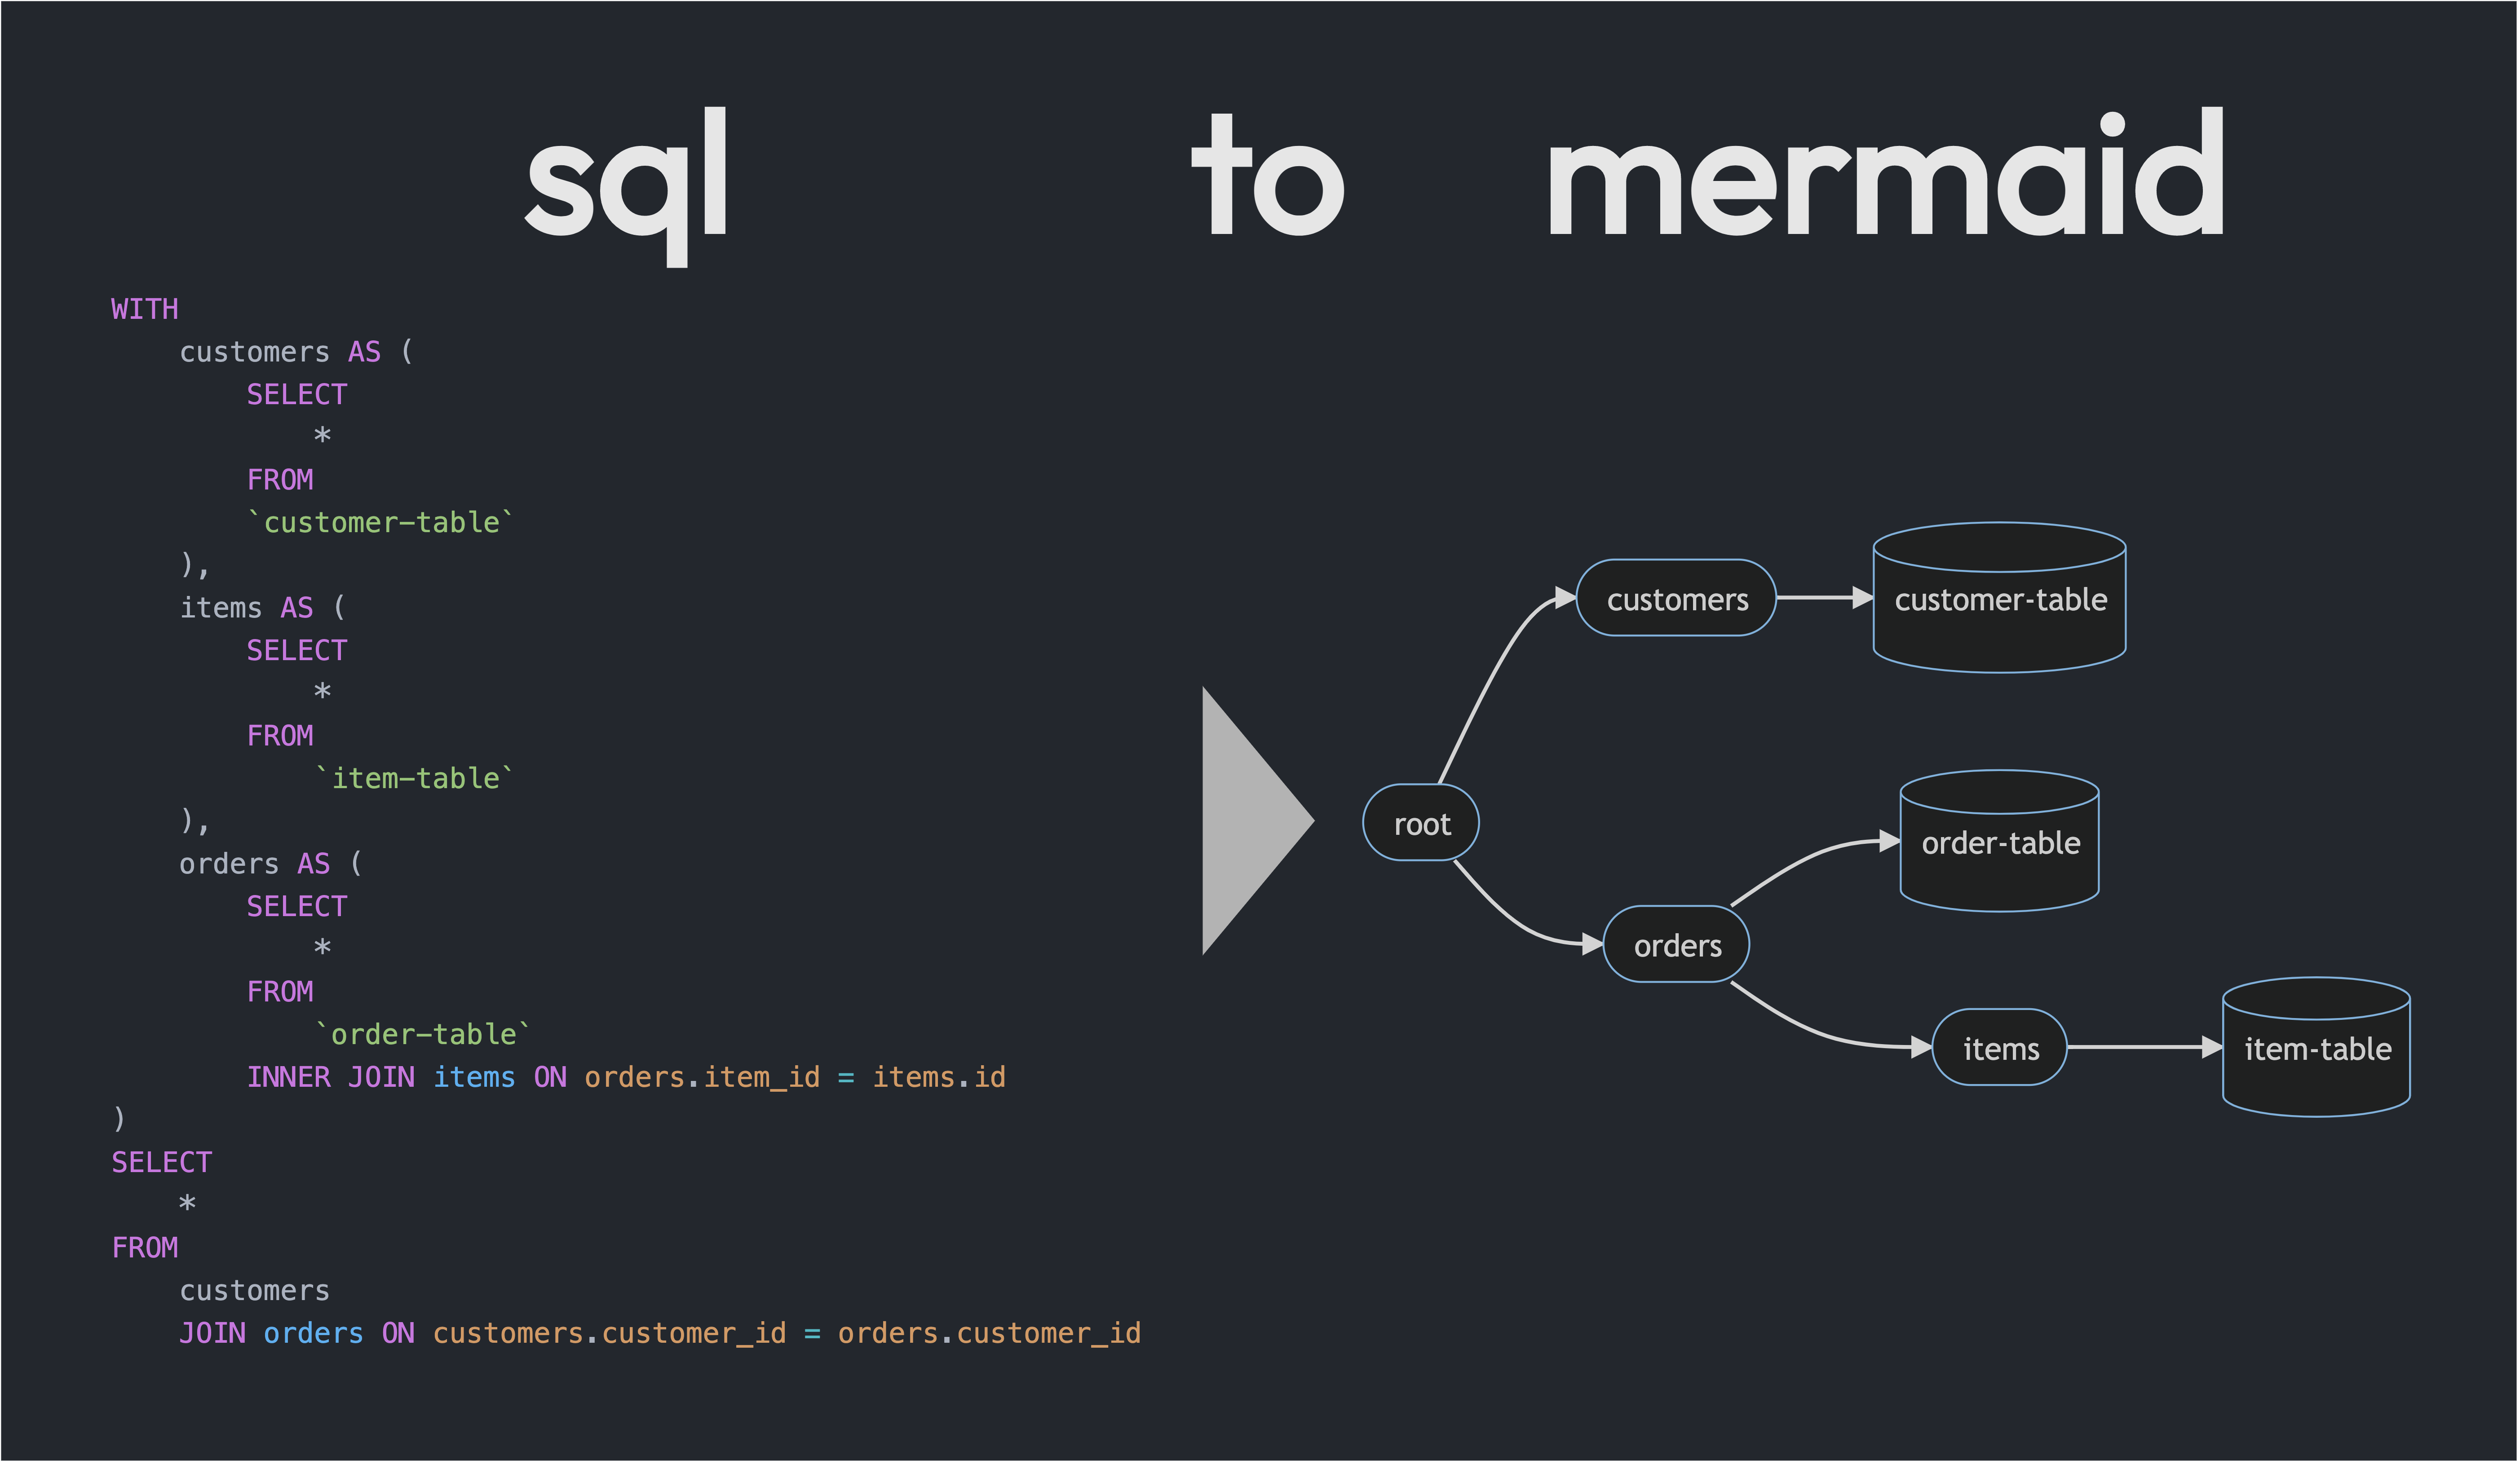 sql to mermaid
WITH
    customers AS (
        SELECT
            *
        FROM
        `customer-table`
    ),
    items AS (
        SELECT
            *
        FROM
            `item-table`
    ),
    orders AS (
        SELECT
            *
        FROM
            `order-table`
        INNER JOIN items ON orders.item_id = items.id
)
SELECT
    *
FROM
    customers
    JOIN orders ON customers.customer_id = orders.customer_id
customers
customer-table
root
order-table
orders
items
item-table